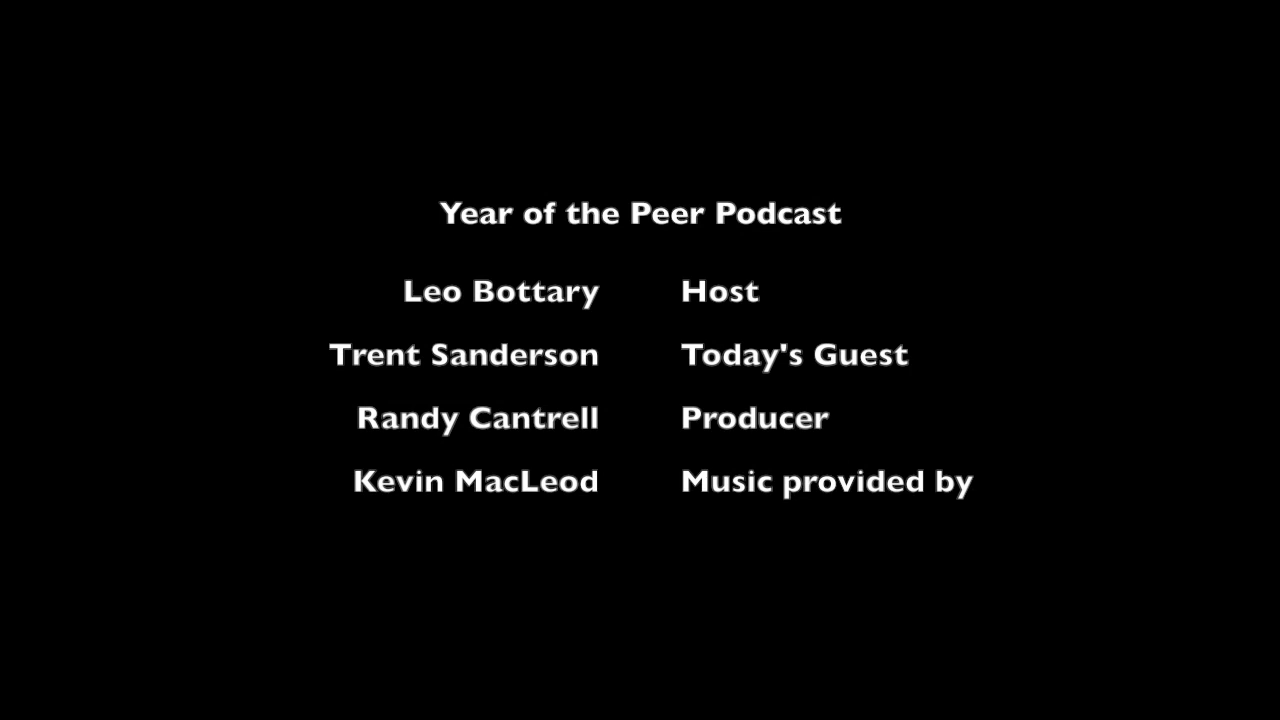 Year of the Peer Podcast
Leo Bottary Host
Trent Sanderson Today's Guest
Randy Cantrell Producer
Kevin MacLeod Music provided by